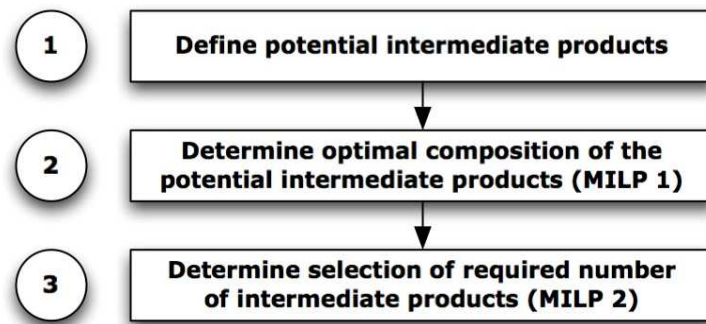 1
Define potential intermediate products
2
Determine optimal composition of the
potential intermediate products (MILP 1)
3
Determine selection of required number
of intermediate products (MILP 2)